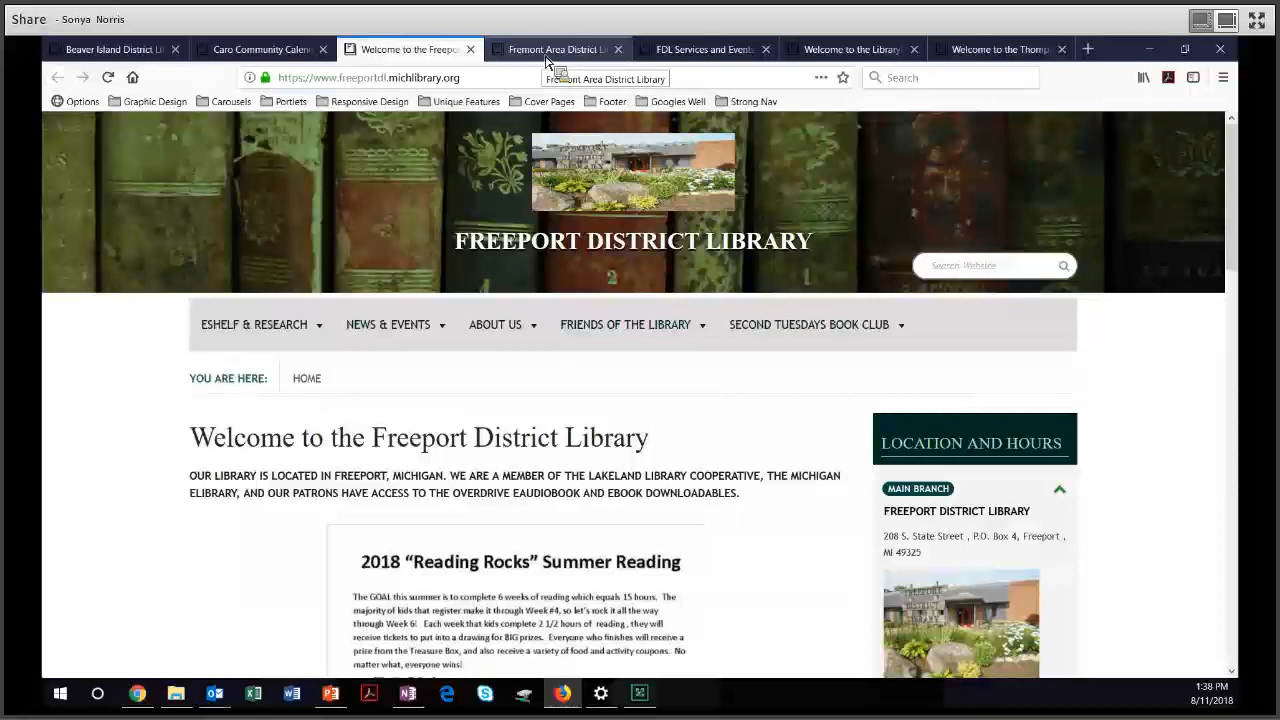 Share - Sonya Norris
Beaver Island District Li
Caro Community Calen
Welcome to the Freepor
Fremont Area District Li
FDL Services and Events
Welcome to the Library
Welcome to the Thomp
https://www.freeportdl.michlibrary.org
Fremont Area District Library
Search
Options
Graphic Design
Carousels
Portlets
Responsive Design
Unique Features
Cover Pages
Footer
Googles Well
Strong Nav
FREEPORT DISTRICT LIBRARY
2
Search Website
ESHELF & RESEARCH
NEWS & EVENTS
ABOUT US
FRIENDS OF THE LIBRARY
SECOND TUESDAYS BOOK CLUB
YOU ARE HERE: HOME
Welcome to the Freeport District Library
OUR LIBRARY IS LOCATED IN FREEPORT, MICHIGAN. WE ARE A MEMBER OF THE LAKELAND LIBRARY COOPERATIVE, THE MICHIGAN
ELIBRARY, AND OUR PATRONS HAVE ACCESS TO THE OVERDRIVE EAUDIOBOOK AND EBOOK DOWNLOADABLES.
2018 “Reading Rocks” Summer Reading
The GOAL this summer is to complete 6 weeks of reading which equals 15 hours. The
majority of kids that register make it through Week #4, so let's rock it all the way
through Week 6! Each week that kids complete 2 1/2 hours of reading, they will
receive tickets to put into a drawing for BIG prizes. Everyone who finishes will receive a
prize from the Treasure Box, and also receive a variety of food and activity coupons. No
matter what, everyone wins!
LOCATION AND HOURS
MAIN BRANCH
FREEPORT DISTRICT LIBRARY
208 S. State Street , P.O. Box 4, Freeport ,
MI 49325
1:38 PM
8/11/2018